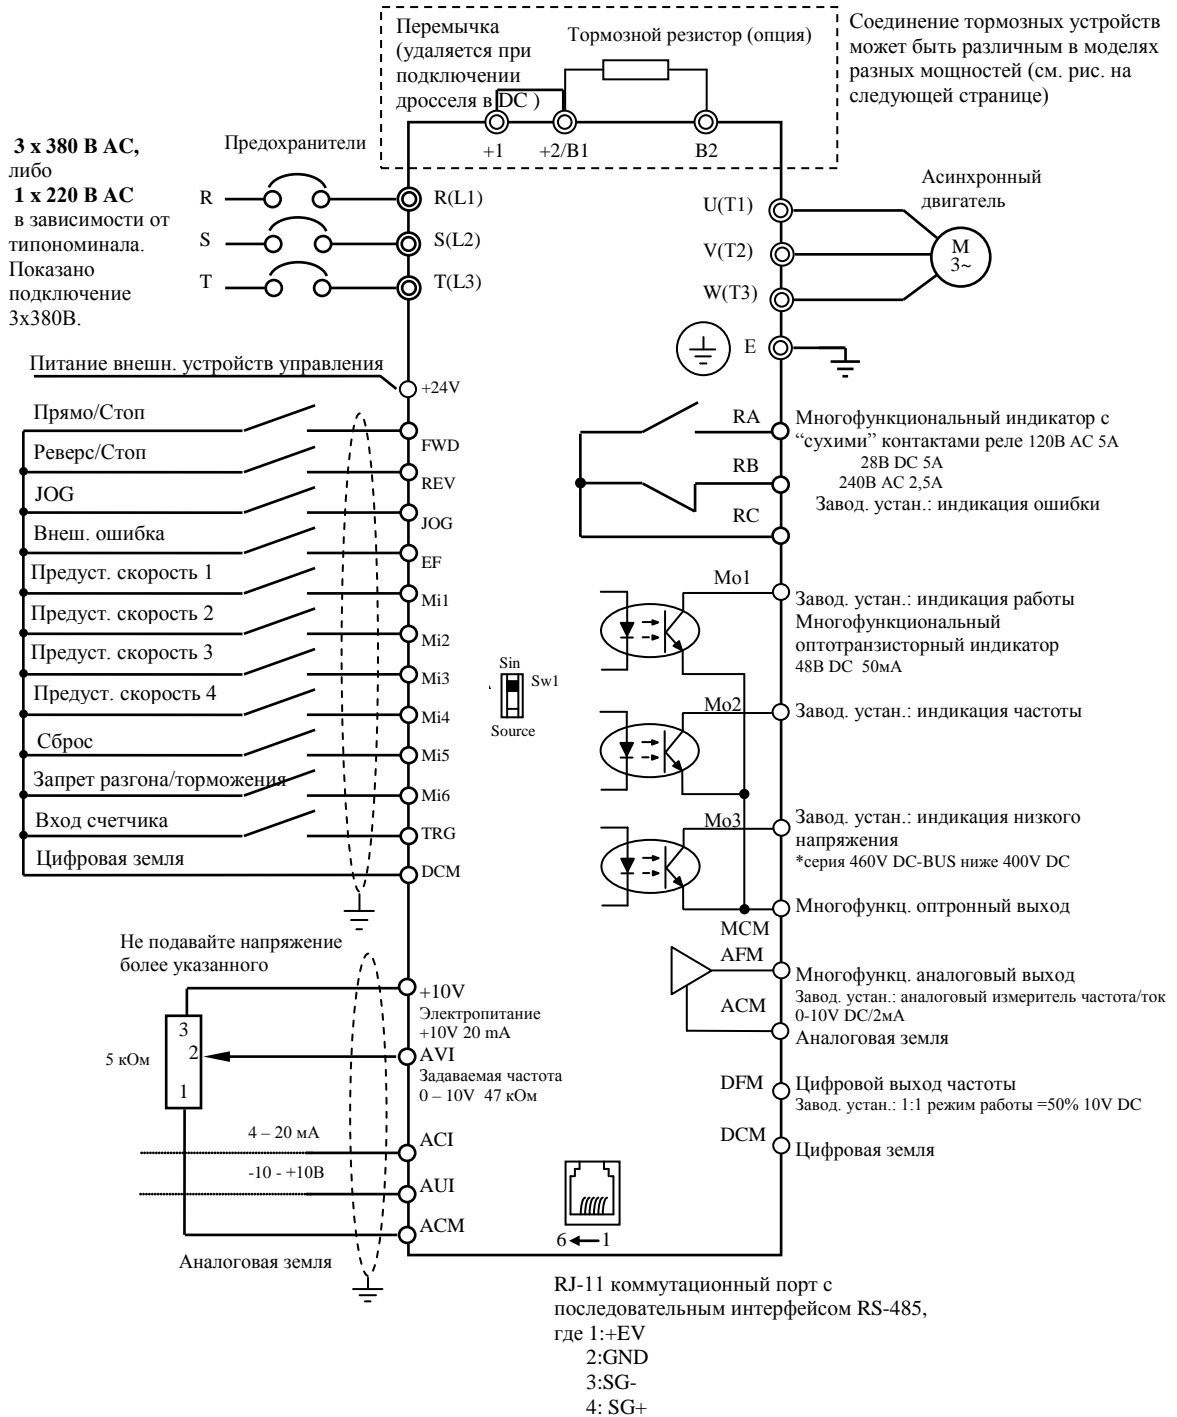 Перемычка
(удаляется при
подключении
дросселя в DC )
Тормозной резистор (опция)
Соединение тормозных устройств
может быть различным в моделях
разных мощностей (см. рис. на
следующей странице)
+1
+2/B1
B2
3 x 380 В AC,
либо
1 x 220 В AC
в зависимости от
типономинала.
Показано
подключение
3х380В.
Предохранители
R
R(L1)
S
S(L2)
T
T(L3)
Асинхронный
двигатель
U(T1)
V(T2)
W(T3)
M
3~
E
Питание внешн. устройств управления
+24V
Прямо/Стоп
FWD
Реверс/Стоп
REV
JOG
JOG
Внеш. ошибка
EF
Предуст. скорость 1
Mi1
Предуст. скорость 2
Mi2
Предуст. скорость 3
Mi3
Предуст. скорость 4
Mi4
Сброс
Mi5
Запрет разгона/торможения
Mi6
Вход счетчика
TRG
Цифровая земля
DCM
Sin
Sw1
Source
RA
RB
RC
Многофункциональный индикатор с
“сухими” контактами реле 120В AC 5A
28В DC 5A
240В AC 2,5A
Завод. устан.: индикация ошибки
Mo1
Завод. устан.: индикация работы
Многофункциональный
оптотранзисторный индикатор
48В DC 50мА
Mo2
Завод. устан.: индикация частоты
Mo3
Завод. устан.: индикация низкого
напряжения
*серия 460V DC-BUS ниже 400V DC
Многофункц. оптронный выход
MCM
AFM
Многофункц. аналоговый выход
Завод. устан.: аналоговый измеритель частота/ток
0-10V DC/2мА
ACM
Аналоговая земля
DFM
Цифровой выход частоты
Завод. устан.: 1:1 режим работы =50% 10V DC
DCM
Цифровая земля
Не подавайте напряжение
более указанного
+10V
Электропитание
+10V 20 mA
3
2
1
5 кОм
AVI
Задаваемая частота
0 – 10V 47 кОм
4 – 20 мА
ACI
-10 - +10В
AUI
ACM
Аналоговая земля
6
1
RJ-11 коммутационный порт с
последовательным интерфейсом RS-485,
где 1:+EV
2:GND
3:SG-
4: SG+